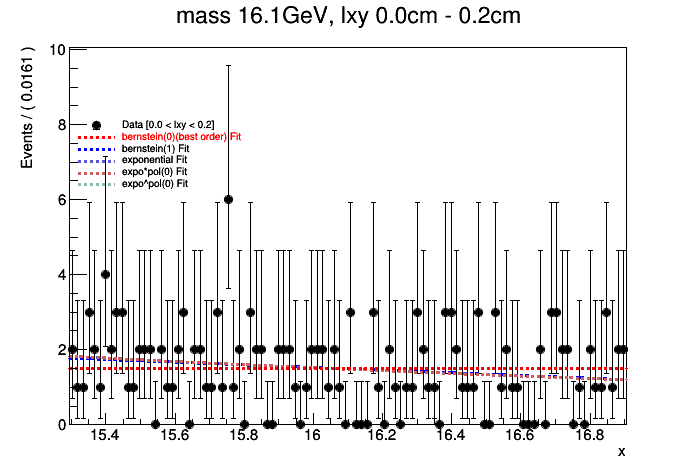 mass 16.1GeV, lxy 0.0cm - 0.2cm
Events / ( 0.0161 )
10
8
6
4
2
0
Data [0.0 < lxy < 0.2]
bernstein(0)(best order) Fit
bernstein(1) Fit
exponential Fit
expo*pol(0) Fit
expo^pol(0) Fit
15.4 15.6 15.8 16 16.2 16.4 16.6 16.8
x